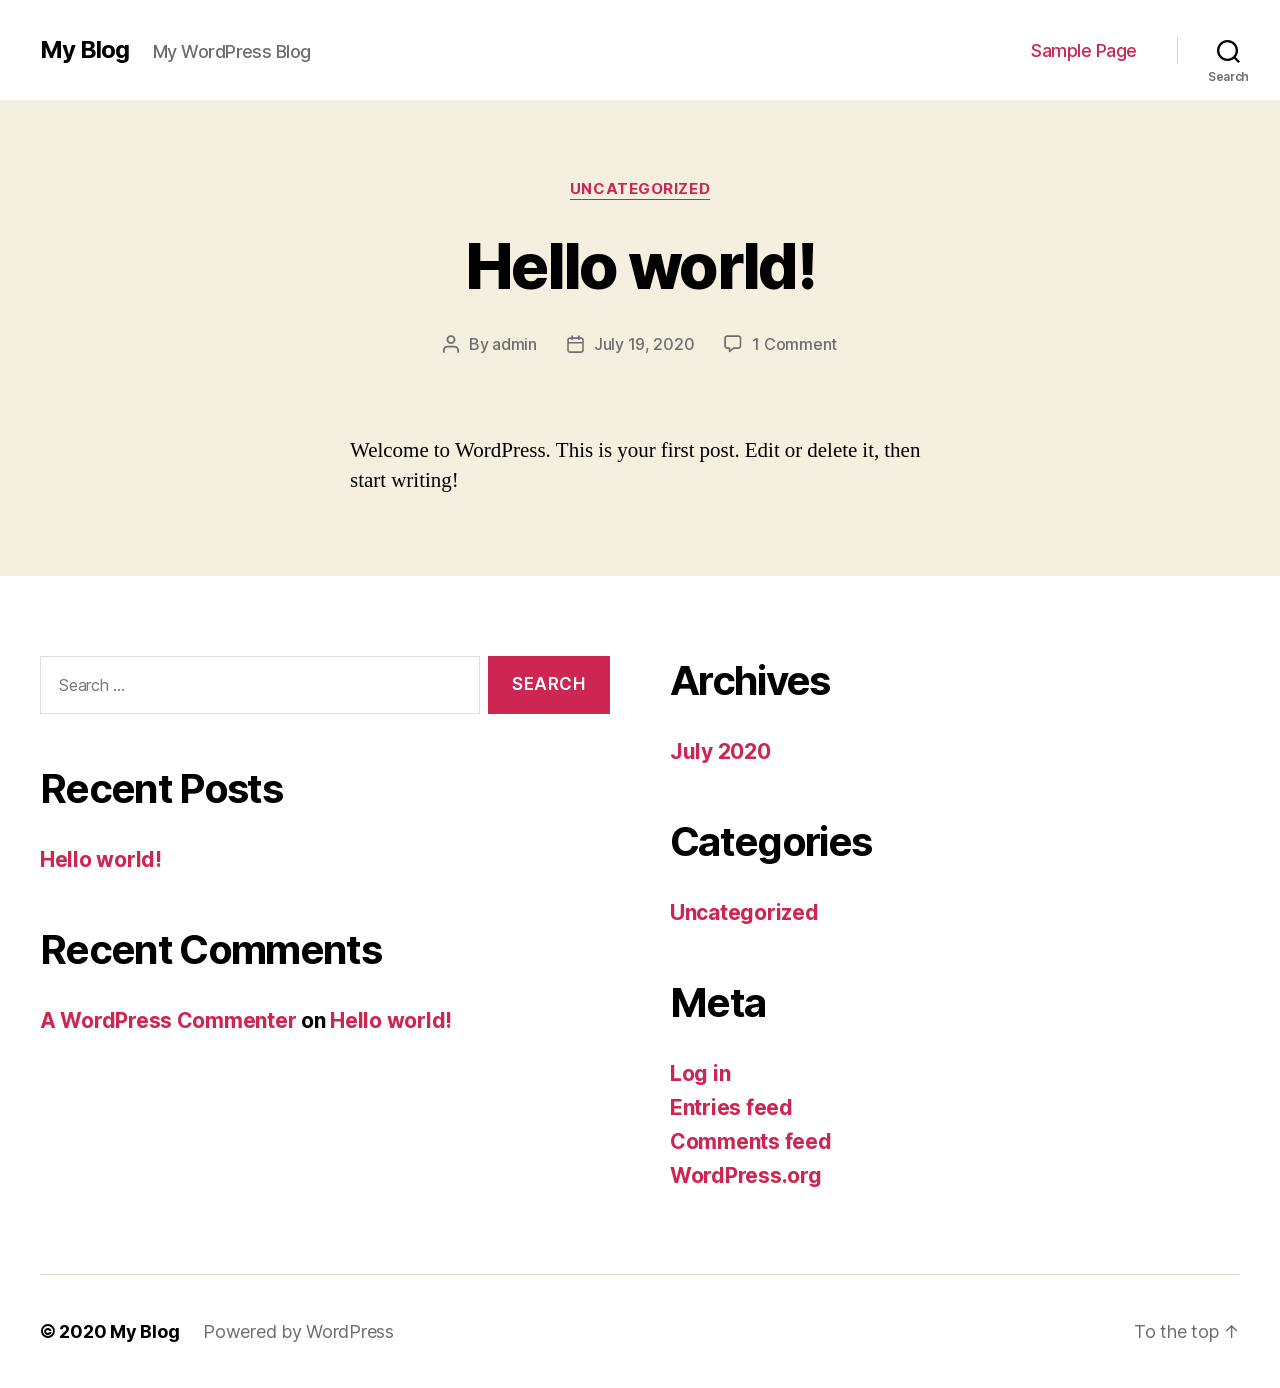 My Blog My WordPress Blog Sample Page
Search
UNCATEGORIZED
Hello world!
By admin July 19, 2020 1 Comment
Welcome to WordPress. This is your first post. Edit or delete it, then
start writing!
Search …
SEARCH
Recent Posts
Hello world!
Recent Comments
A WordPress Commenter on Hello world!
Archives
July 2020
Categories
Uncategorized
Meta
Log in
Entries feed
Comments feed
WordPress.org
© 2020 My Blog Powered by WordPress To the top ↑